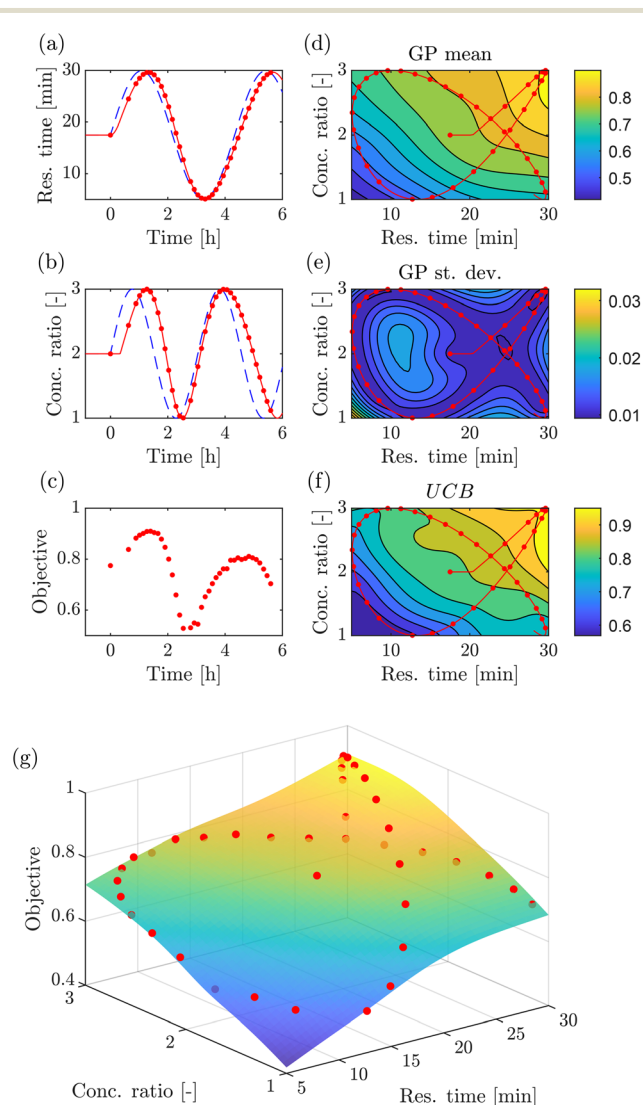 (a)
Res. time [min]
30
20
10
0 2 4 6
Time [h]
(d)
GP mean
Conc. ratio [-]
3
2
1
10 20 30
Res. time [min]
0.8
0.7
0.6
0.5
(b)
Conc. ratio [-]
3
2
1
0 2 4 6
Time [h]
(e)
GP st. dev.
Conc. ratio [-]
3
2
1
10 20 30
Res. time [min]
0.03
0.02
0.01
(c)
Objective
1
0.8
0.6
0 2 4 6
Time [h]
(f)
UCB
Conc. ratio [-]
3
2
1
10 20 30
Res. time [min]
0.9
0.8
0.7
0.6
(g)
Objective
1
0.8
0.6
0.4
3
2
1
Conc. ratio [-]
5 10 15 20 25 30
Res. time [min]